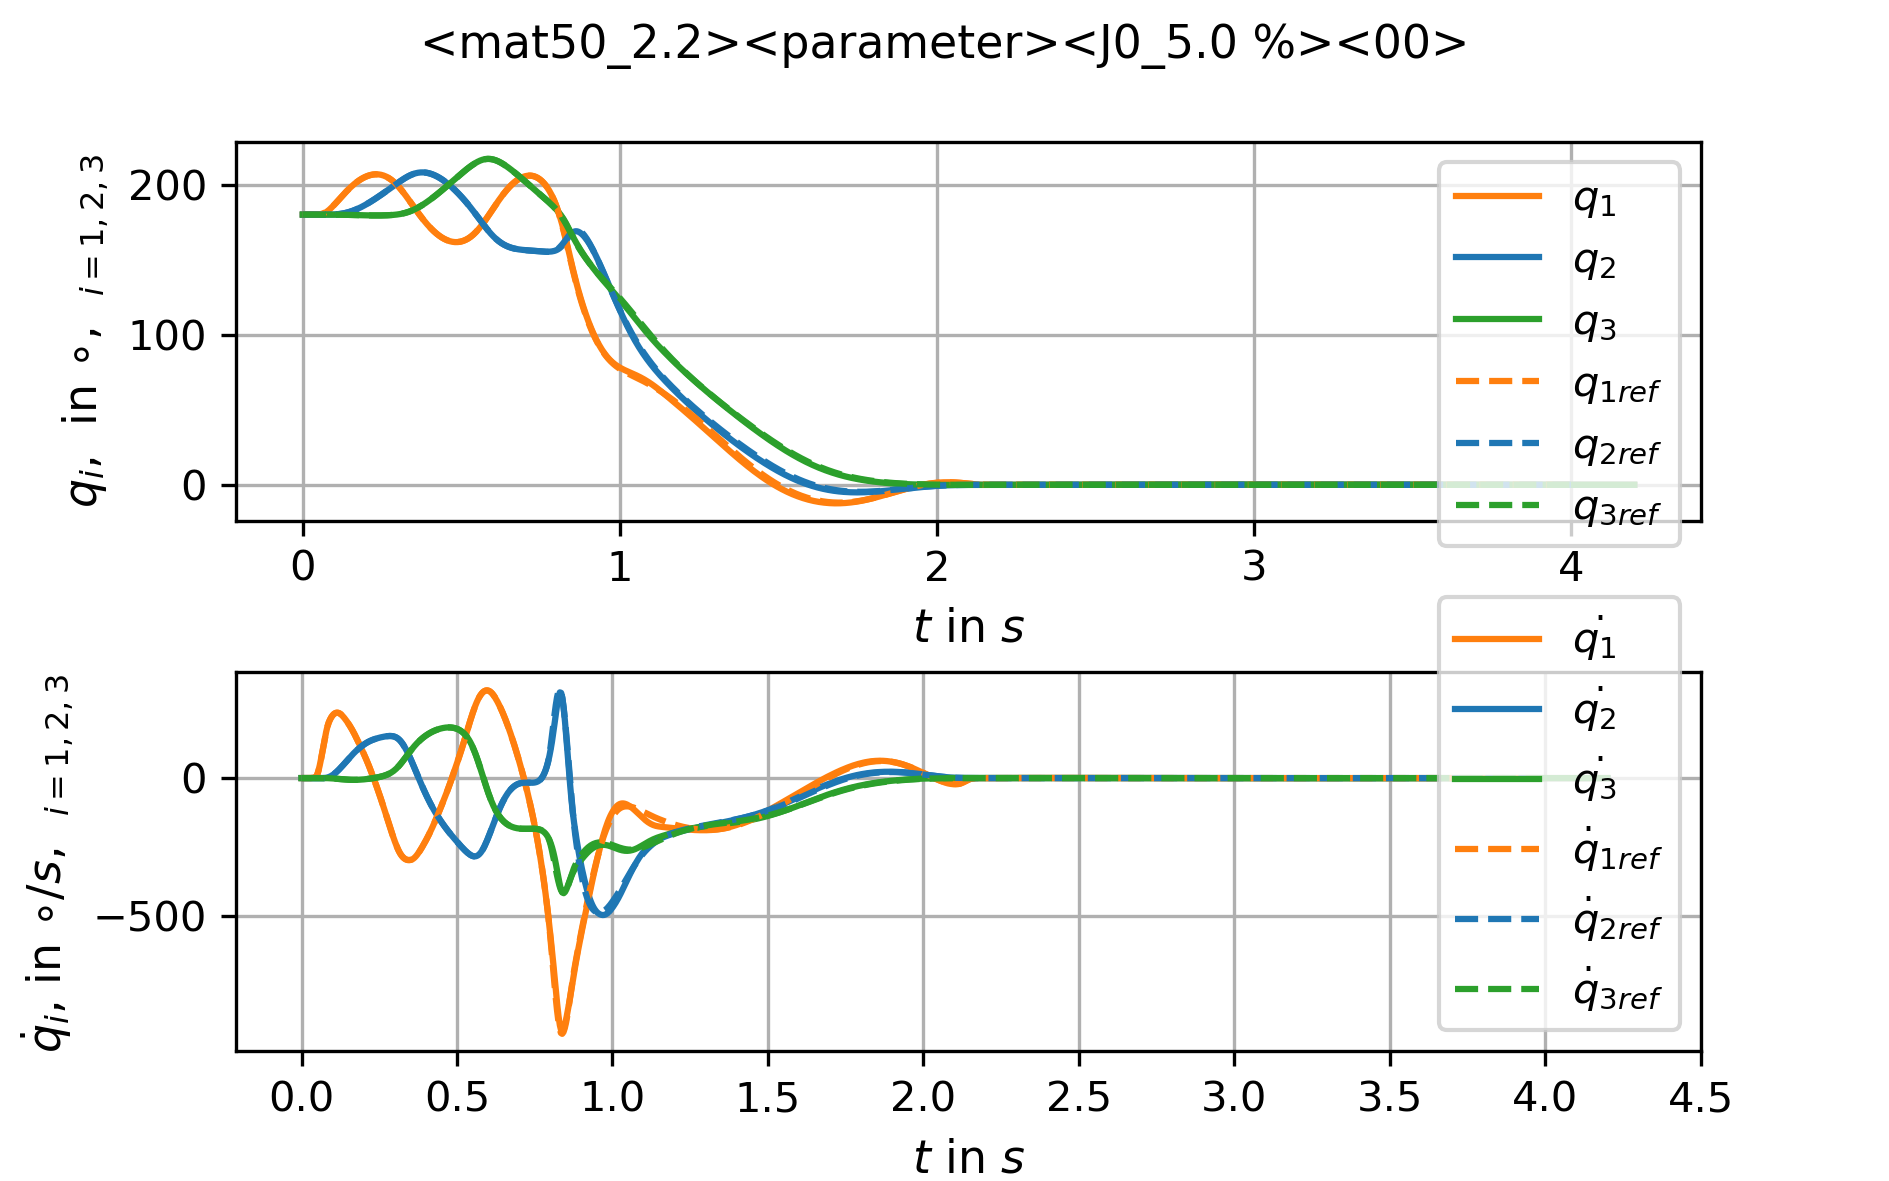 <mat50_2.2><parameter><J0_5.0 %><00>
qᵢ, in °, i = 1, 2, 3
200
100
0
q₁
q₂
q₃
q₁ref
q₂ref
q₃ref
0 1 2 3 4
t in s
q̇ᵢ, in °/s, i = 1, 2, 3
0
−500
q̇₁
q̇₂
q̇₃
q̇₁ref
q̇₂ref
q̇₃ref
0.0 0.5 1.0 1.5 2.0 2.5 3.0 3.5 4.0 4.5
t in s